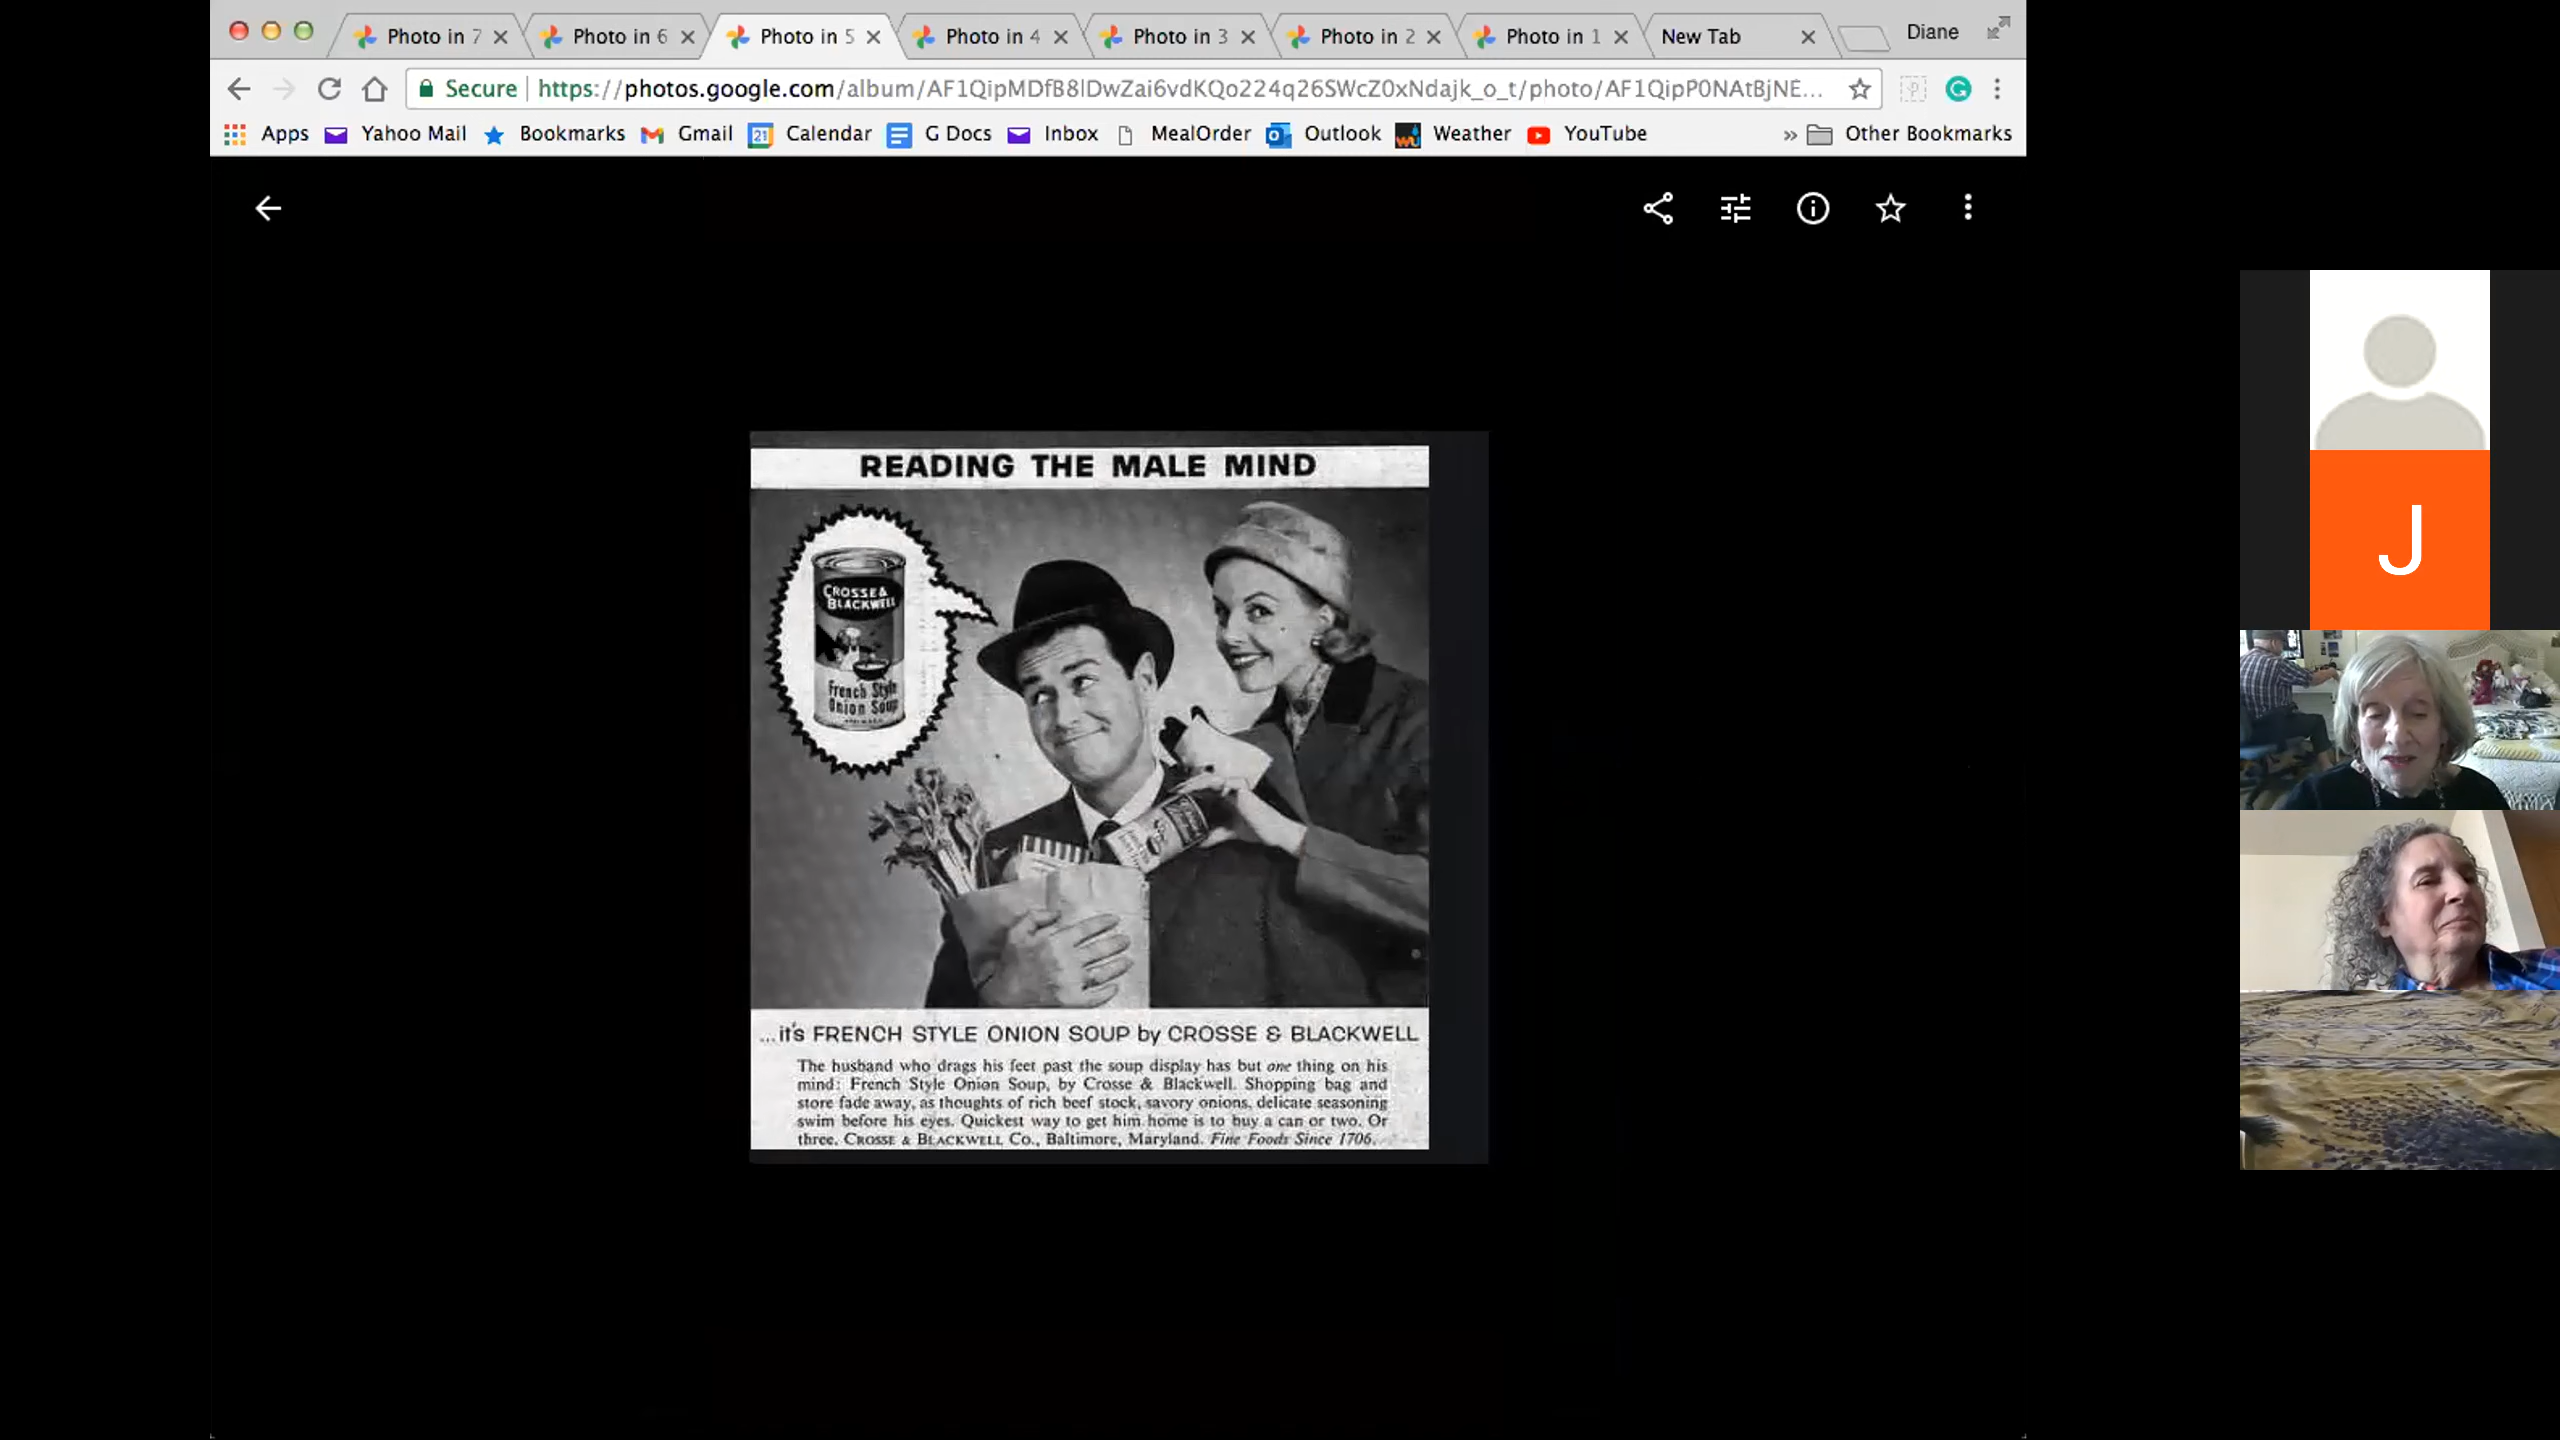 Photo in 7
Photo in 6
Photo in 5
Photo in 4
Photo in 3
Photo in 2
Photo in 1
New Tab
Diane
Secure https://photos.google.com/album/AF1QipMDfB8lDwZai6vdKQo224q26SWcZ0xNdajk_o_t/photo/AF1QipP0NAtBjNE...
Apps Yahoo Mail Bookmarks Gmail 21 Calendar G Docs Inbox MealOrder Outlook Weather YouTube » Other Bookmarks
READING THE MALE MIND
CROSSE &
BLACKWELL
French Style
Onion Soup
...it's FRENCH STYLE ONION SOUP by CROSSE & BLACKWELL
The husband who drags his feet past the soup display has but one thing on his
mind: French Style Onion Soup, by Crosse & Blackwell. Shopping bag and
store fade away, as thoughts of rich beef stock, savory onions, delicate seasoning
swim before his eyes. Quickest way to get him home is to buy a can or two. Or
three. CROSSE & BLACKWELL CO., Baltimore, Maryland. Fine Foods Since 1706.
J